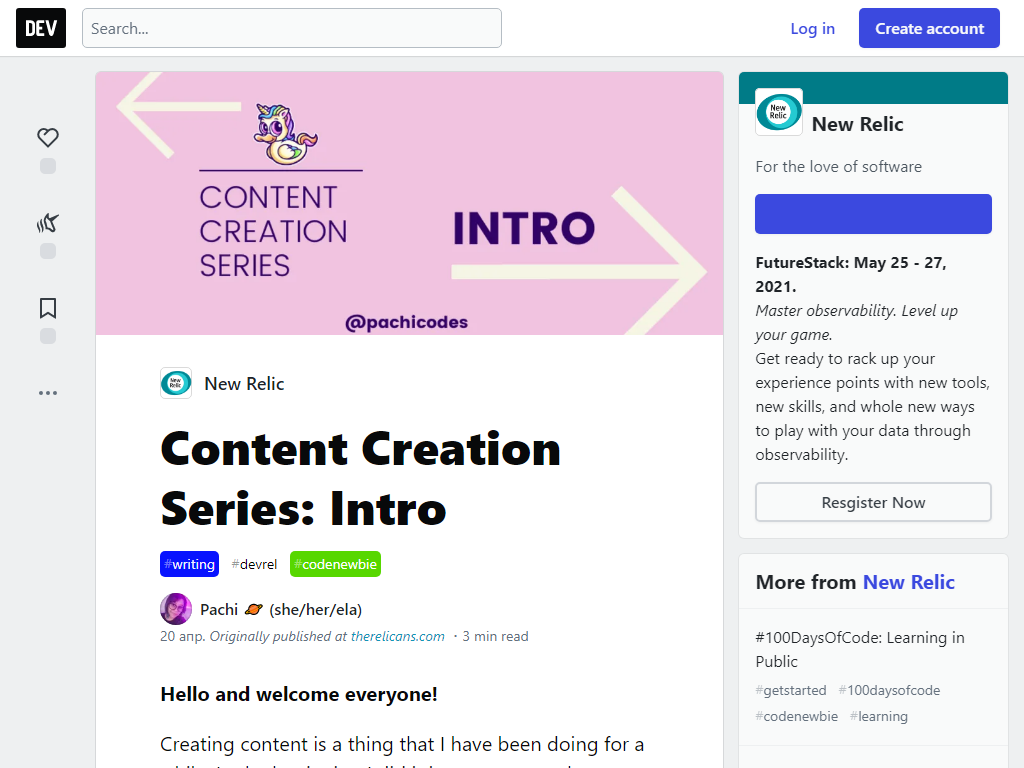 DEV
Search...
Log in
Create account
CONTENT
CREATION
SERIES
INTRO
@pachicodes
New Relic
Content Creation
Series: Intro
#writing #devrel #codenewbie
Pachi 🪐 (she/her/ela)
20 апр. Originally published at therelicans.com ・3 min read
Hello and welcome everyone!
Creating content is a thing that I have been doing for a
New Relic
New Relic
For the love of software
FutureStack: May 25 - 27,
2021.
Master observability. Level up
your game.
Get ready to rack up your
experience points with new tools,
new skills, and whole new ways
to play with your data through
observability.
Resgister Now
More from New Relic
#100DaysOfCode: Learning in
Public
#getstarted #100daysofcode
#codenewbie #learning